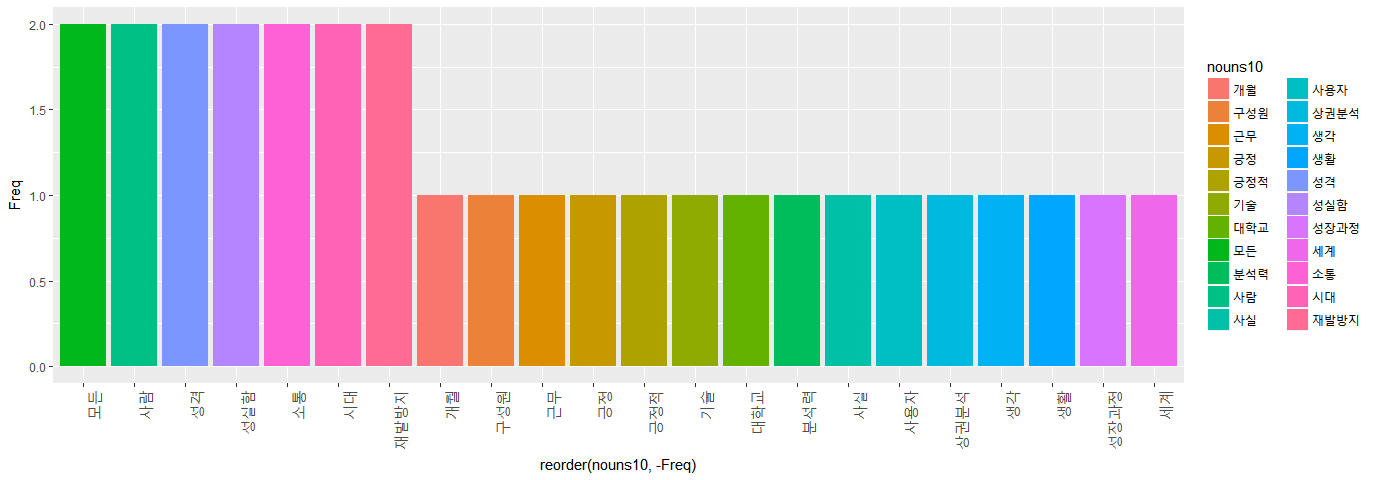 2.0
1.5
1.0
0.5
0.0
Freq
모든
사람
성격
성실함
소통
시대
재발방지
개월
구성원
근무
긍정
긍정적
기술
대학교
분석력
사실
사용자
상권분석
생각
생활
성장과정
세계
reorder(nouns10, -Freq)
nouns10
개월
구성원
근무
긍정
긍정적
기술
대학교
모든
분석력
사람
사실
사용자
상권분석
생각
생활
성격
성실함
성장과정
세계
소통
시대
재발방지